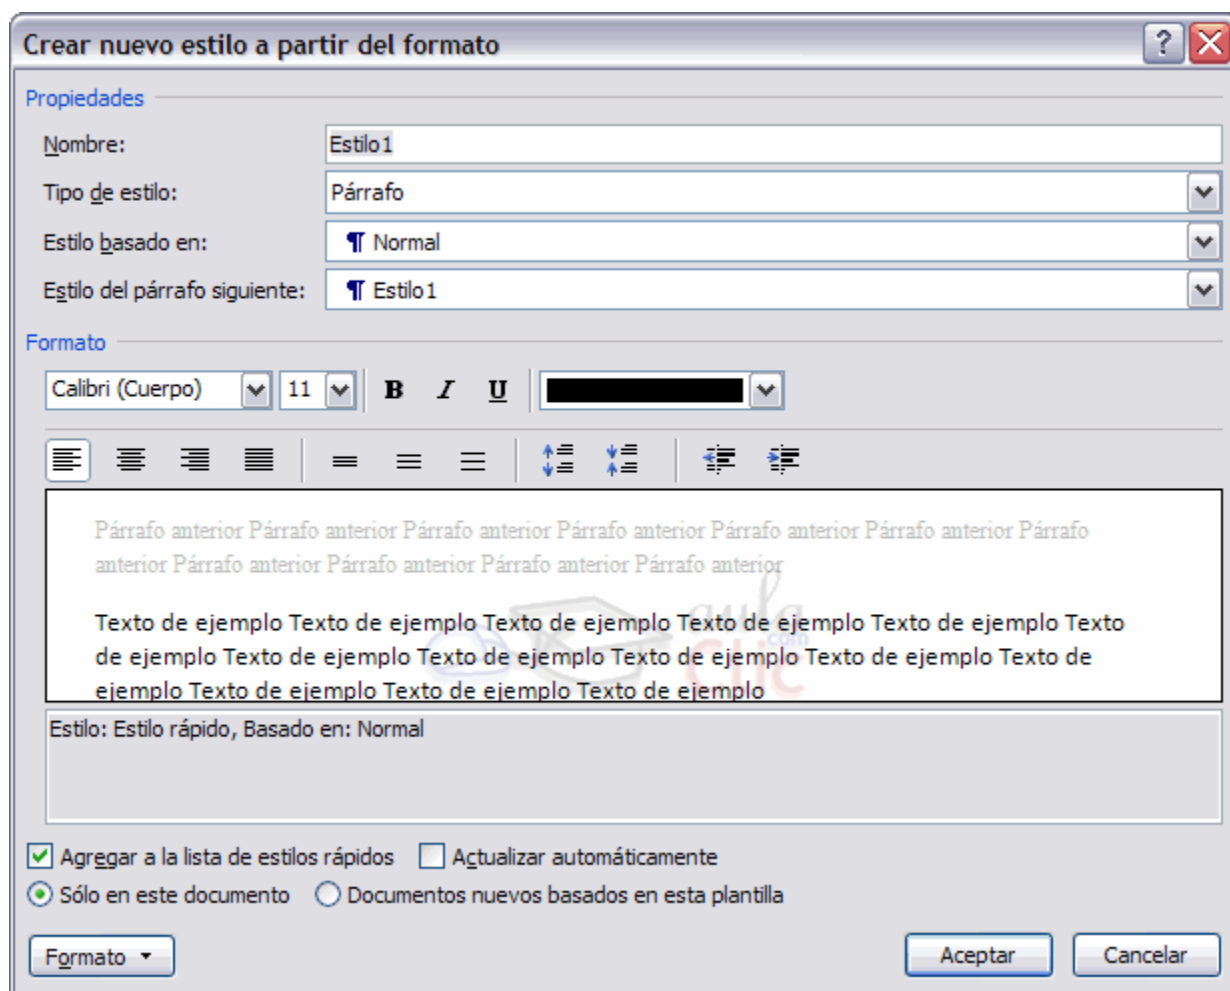 Crear nuevo estilo a partir del formato
Propiedades
Nombre: Estilo1
Tipo de estilo: Párrafo
Estilo basado en: ¶ Normal
Estilo del párrafo siguiente: ¶ Estilo1
Formato
Calibri (Cuerpo) 11 B I U
Párrafo anterior Párrafo anterior Párrafo anterior Párrafo anterior Párrafo anterior Párrafo anterior Párrafo
anterior Párrafo anterior Párrafo anterior Párrafo anterior Párrafo anterior
aula
Clic
.com
Texto de ejemplo Texto de ejemplo Texto de ejemplo Texto de ejemplo Texto de ejemplo Texto
de ejemplo Texto de ejemplo Texto de ejemplo Texto de ejemplo Texto de ejemplo Texto de
ejemplo Texto de ejemplo Texto de ejemplo Texto de ejemplo
Estilo: Estilo rápido, Basado en: Normal
Agregar a la lista de estilos rápidos Actualizar automáticamente
Sólo en este documento Documentos nuevos basados en esta plantilla
Formato Aceptar Cancelar